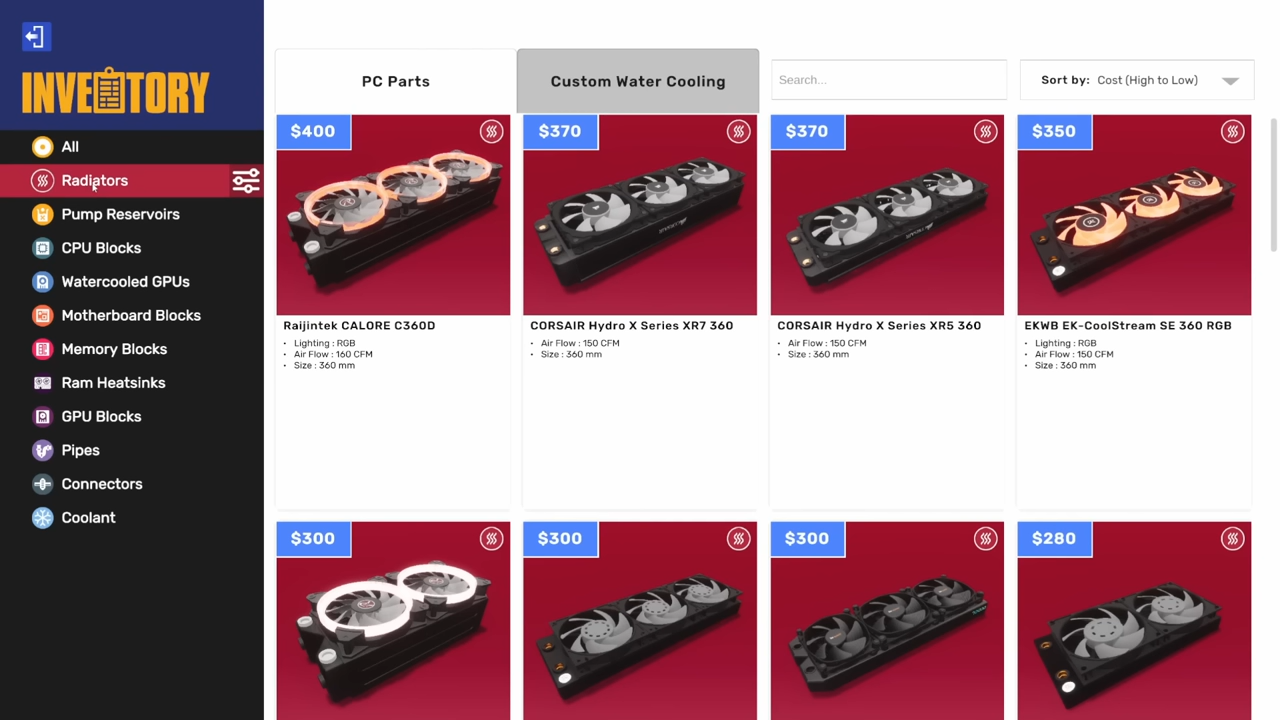 INVENTORY
All
Radiators
Pump Reservoirs
CPU Blocks
Watercooled GPUs
Motherboard Blocks
Memory Blocks
Ram Heatsinks
GPU Blocks
Pipes
Connectors
Coolant
PC Parts
Custom Water Cooling
Search...
Sort by: Cost (High to Low)
$400
Raijintek CALORE C360D
• Lighting : RGB
• Air Flow : 160 CFM
• Size : 360 mm
$370
CORSAIR Hydro X Series XR7 360
• Air Flow : 150 CFM
• Size : 360 mm
$370
CORSAIR Hydro X Series XR5 360
• Air Flow : 150 CFM
• Size : 360 mm
$350
EKWB EK-CoolStream SE 360 RGB
• Lighting : RGB
• Air Flow : 150 CFM
• Size : 360 mm
$300
$300
$300
$280